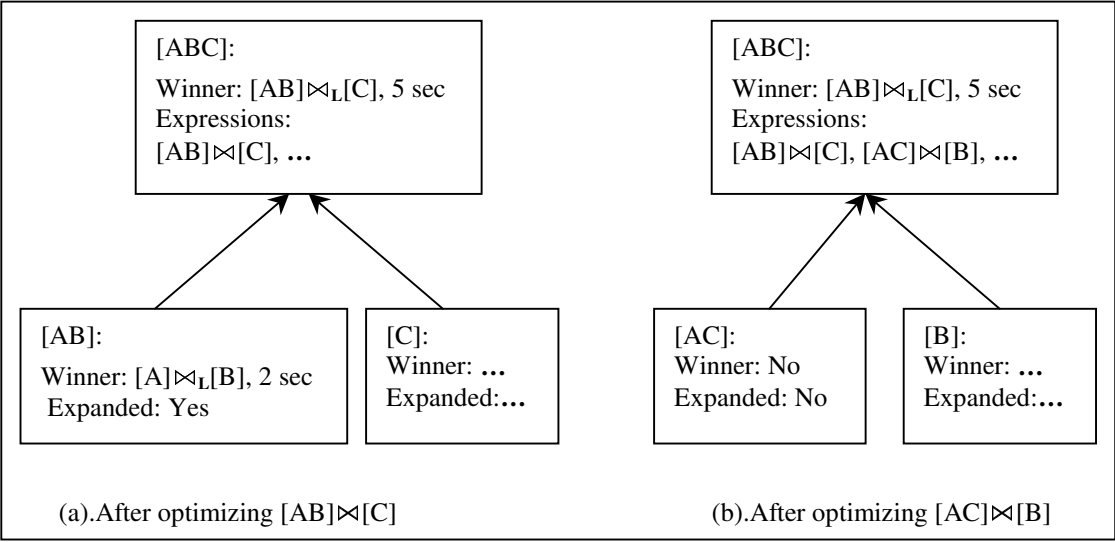 [ABC]:
Winner: [AB]⋈L[C], 5 sec
Expressions:
[AB]⋈[C], ...
[AB]:
Winner: [A]⋈L[B], 2 sec
Expanded: Yes
[C]:
Winner: ...
Expanded:...
(a).After optimizing [AB]⋈[C]
[ABC]:
Winner: [AB]⋈L[C], 5 sec
Expressions:
[AB]⋈[C], [AC]⋈[B], ...
[AC]:
Winner: No
Expanded: No
[B]:
Winner: ...
Expanded:...
(b).After optimizing [AC]⋈[B]